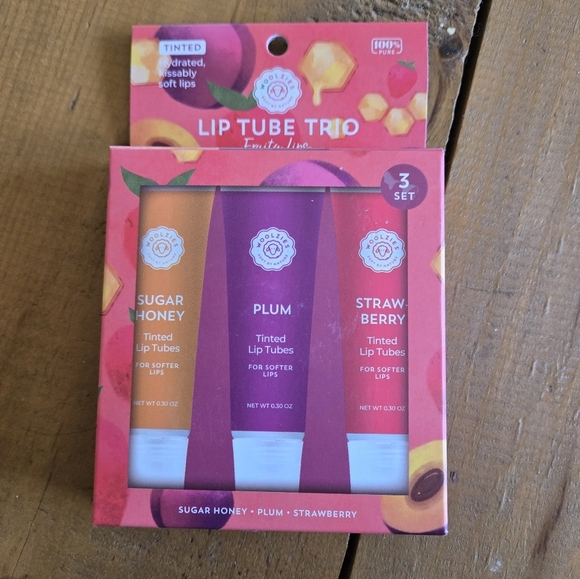 TINTED
Hydrated,
kissably
soft lips
100%
PURE
WOOLZIES
LIP TUBE TRIO
Fruity Lips
3
SET
WOOLZIES
SUGAR
HONEY
Tinted
Lip Tubes
FOR SOFTER
LIPS
NET WT 0.30 OZ
WOOLZIES
PLUM
Tinted
Lip Tubes
FOR SOFTER
LIPS
NET WT 0.30 OZ
WOOLZIES
STRAW-
BERRY
Tinted
Lip Tubes
FOR SOFTER
LIPS
NET WT 0.30 OZ
SUGAR HONEY • PLUM • STRAWBERRY